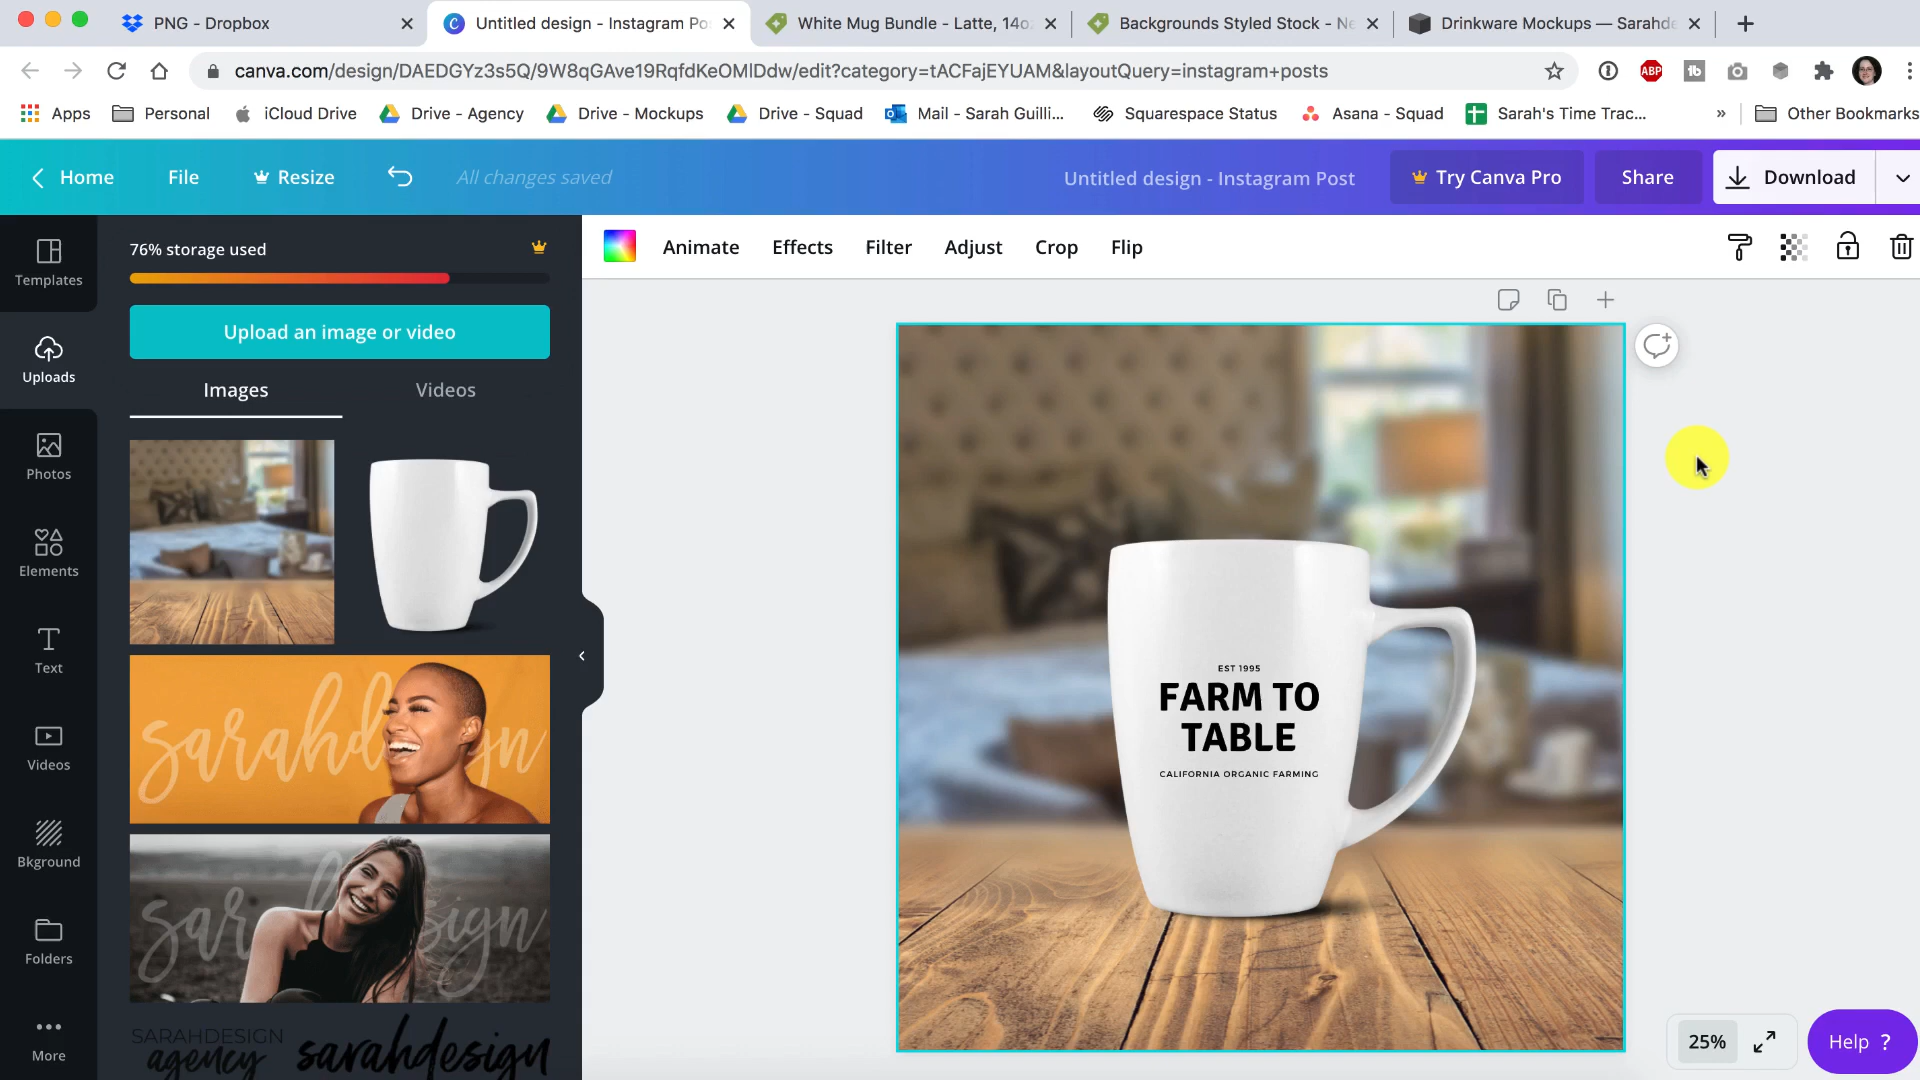 PNG - Dropbox
Untitled design - Instagram Po
White Mug Bundle - Latte, 14oz
Backgrounds Styled Stock - Ne
Drinkware Mockups — Sarahde
canva.com/design/DAEDGYz3s5Q/9W8qGAve19RqfdKeOMlDdw/edit?category=tACFajEYUAM&layoutQuery=instagram+posts
ABP
Apps
Personal
iCloud Drive
Drive - Agency
Drive - Mockups
Drive - Squad
Mail - Sarah Guilli...
Squarespace Status
Asana - Squad
Sarah's Time Trac...
»
Other Bookmarks
Home
File
Resize
All changes saved
Untitled design - Instagram Post
Try Canva Pro
Share
Download
Templates
Uploads
Photos
Elements
Text
Videos
Bkground
Folders
More
76% storage used
Upload an image or video
Images
Videos
SARAHDESIGN
agency
sarahdesign
Animate
Effects
Filter
Adjust
Crop
Flip
EST 1995
FARM TO
TABLE
CALIFORNIA ORGANIC FARMING
25%
Help ?